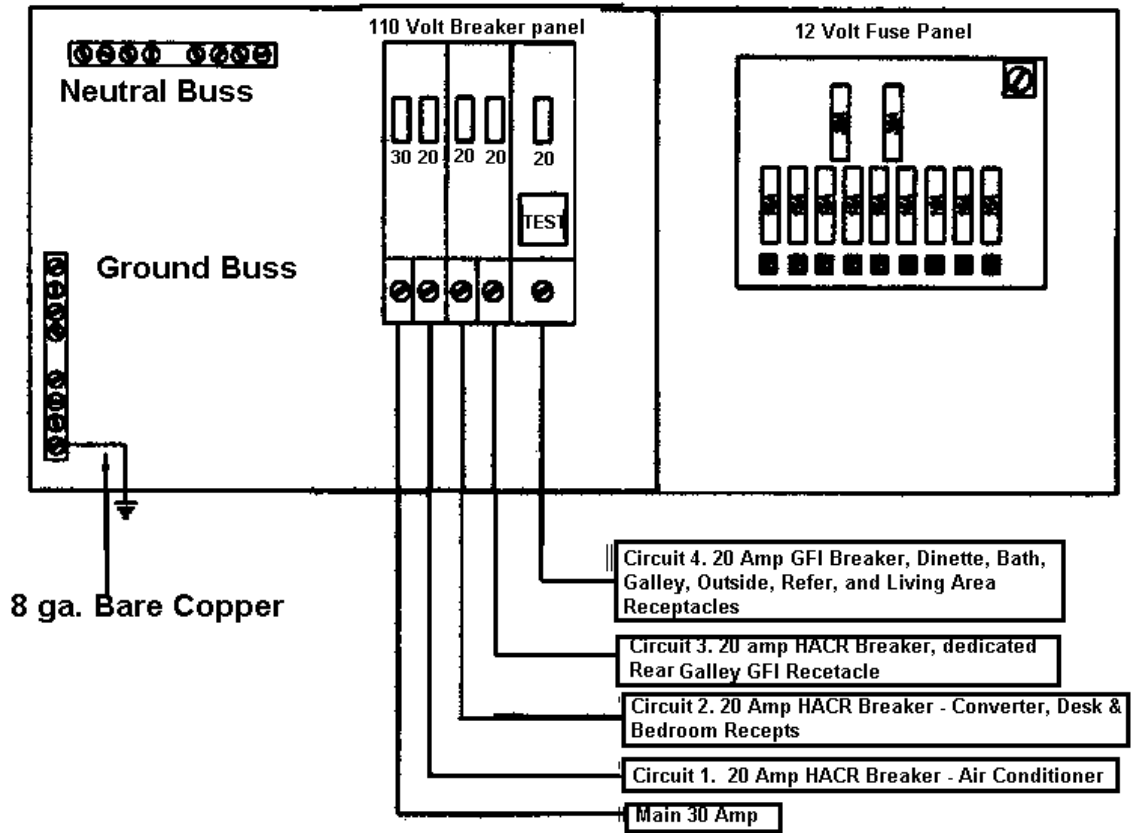 110 Volt Breaker panel
12 Volt Fuse Panel
Neutral Buss
30 20 20 20 20
TEST
Ground Buss
8 ga. Bare Copper
Circuit 4. 20 Amp GFI Breaker, Dinette, Bath,
Galley, Outside, Refer, and Living Area
Receptacles
Circuit 3. 20 amp HACR Breaker, dedicated
Rear Galley GFI Recetacle
Circuit 2. 20 Amp HACR Breaker - Converter, Desk &
Bedroom Recepts
Circuit 1. 20 Amp HACR Breaker - Air Conditioner
Main 30 Amp